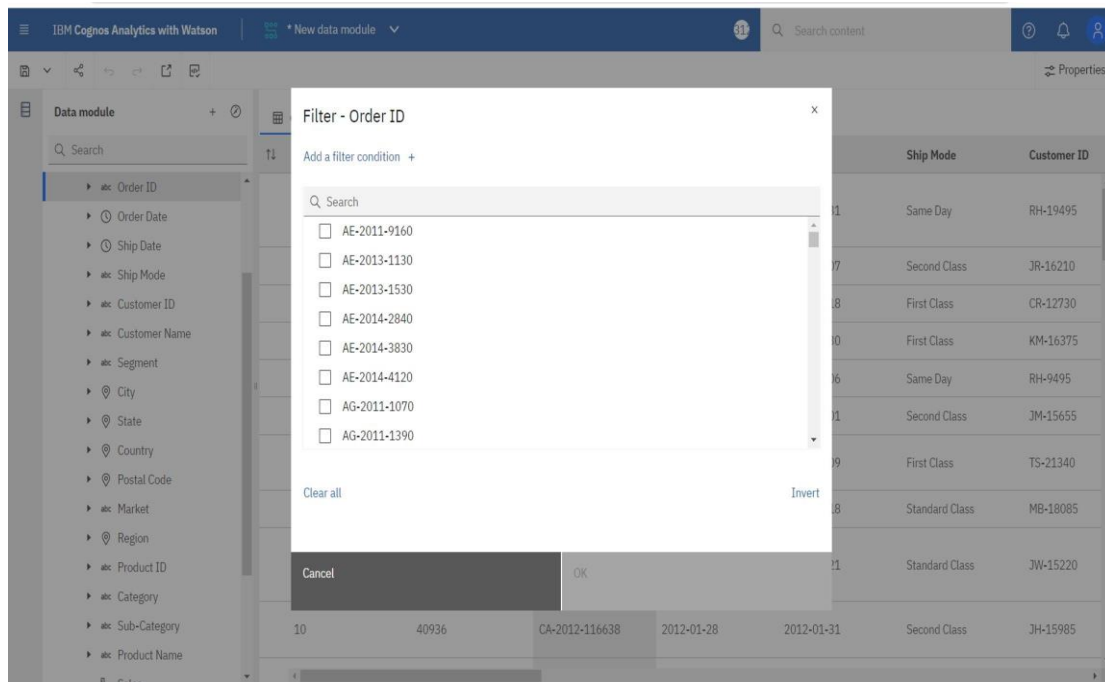 IBM Cognos Analytics with Watson
* New data module
31
Search content
Properties
Data module
Search
Order ID
Order Date
Ship Date
Ship Mode
Customer ID
Customer Name
Segment
City
State
Country
Postal Code
Market
Region
Product ID
Category
Sub-Category
Product Name
Filter - Order ID
x
Add a filter condition +
Search
AE-2011-9160
AE-2013-1130
AE-2013-1530
AE-2014-2840
AE-2014-3830
AE-2014-4120
AG-2011-1070
AG-2011-1390
Clear all Invert
Cancel OK
Ship Mode Customer ID
Same Day RH-19495
Second Class JR-16210
First Class CR-12730
First Class KM-16375
Same Day RH-9495
Second Class JM-15655
First Class TS-21340
Standard Class MB-18085
Standard Class JW-15220
10 40936 CA-2012-116638 2012-01-28 2012-01-31 Second Class JH-15985